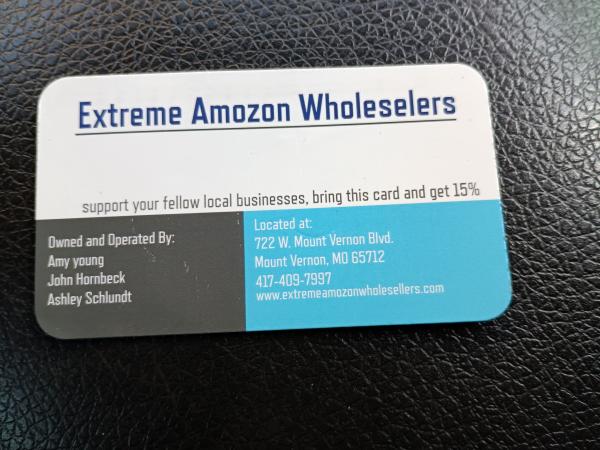 Extreme Amozon Wholeselers
support your fellow local businesses, bring this card and get 15%
Owned and Operated By:
Amy young
John Hornbeck
Ashley Schlundt
Located at:
722 W. Mount Vernon Blvd.
Mount Vernon, MO 65712
417-409-7997
www.extremeamozonwholesellers.com